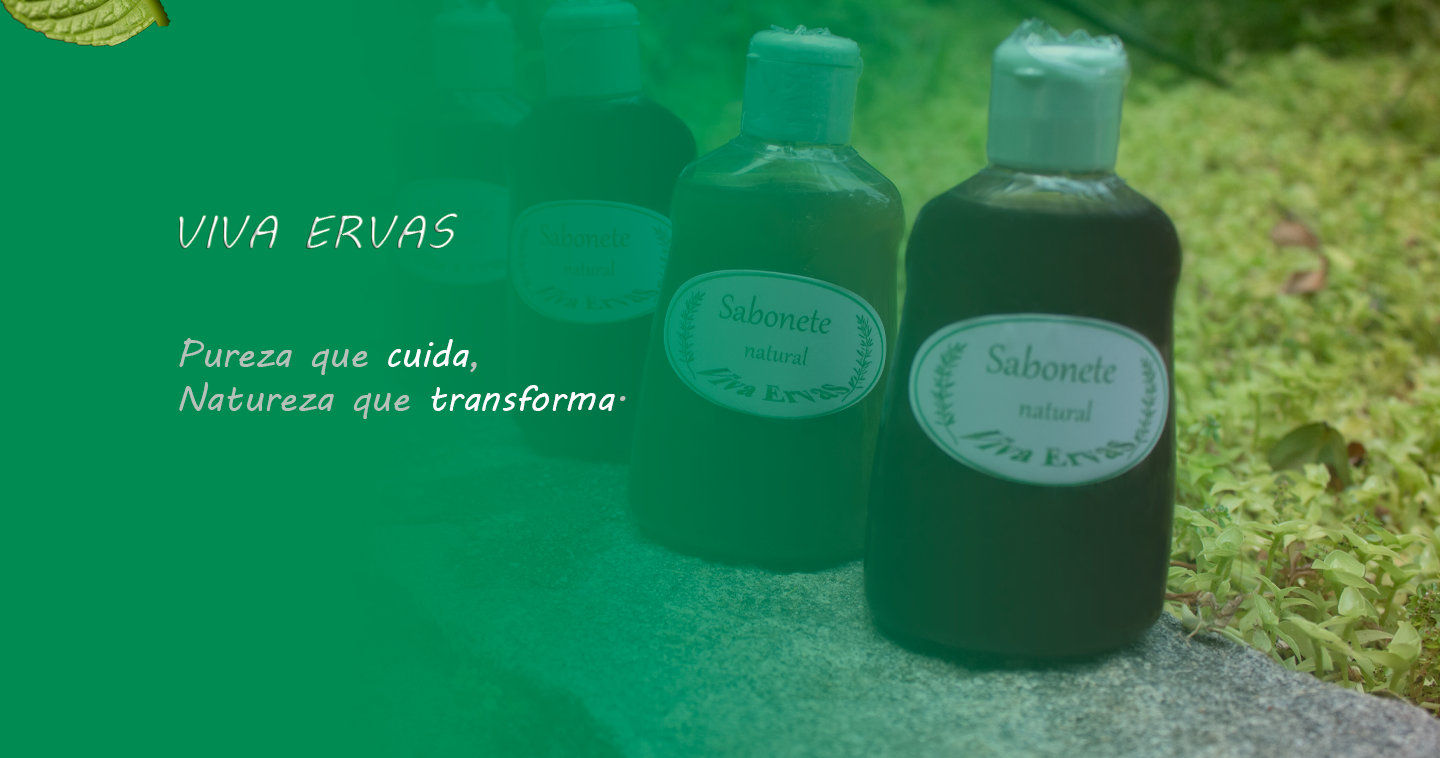 VIVA ERVAS
Pureza que cuida,
Natureza que transforma.
Sabonete
natural
Viva Ervas
Sabonete
natural
Viva Ervas
Sabonete
natural
Viva Ervas